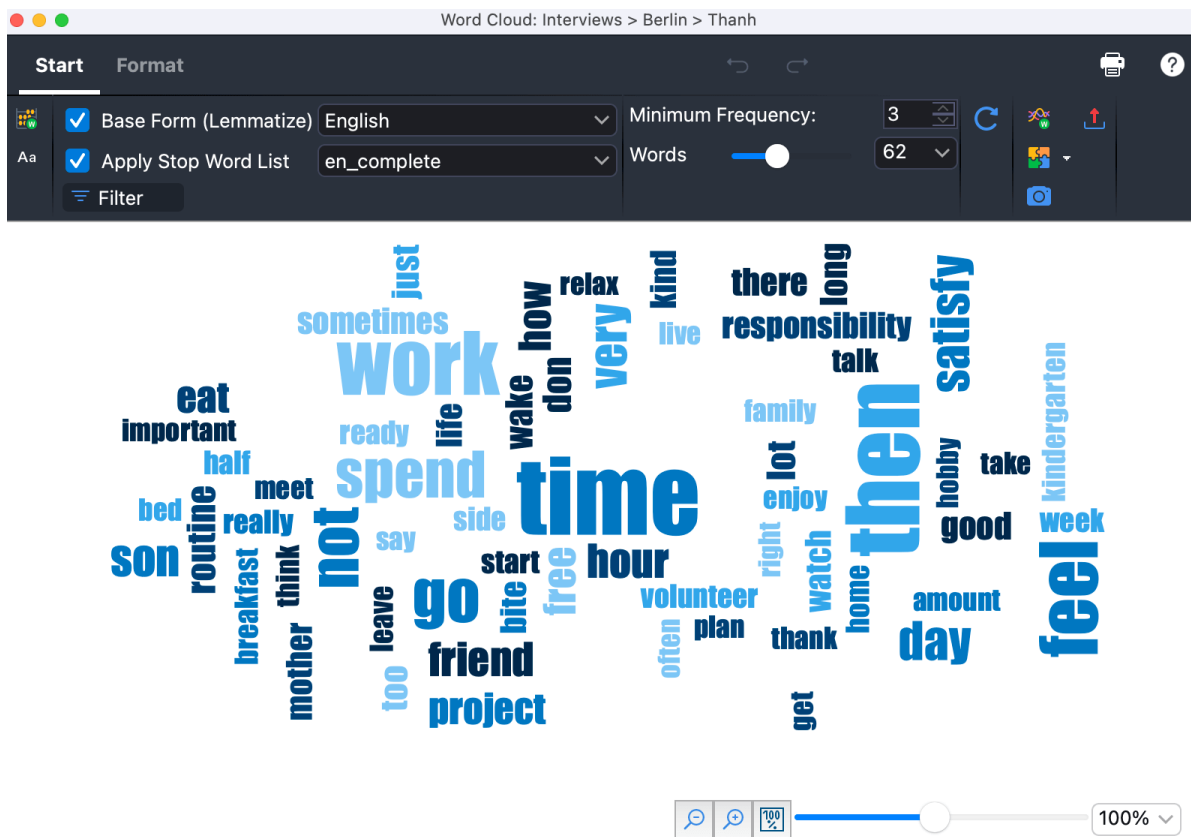 Word Cloud: Interviews > Berlin > Thanh
Start Format
Base Form (Lemmatize) English
Minimum Frequency: 3
Aa
Apply Stop Word List en_complete
Words 62
Filter
just
sometimes
work
how
relax
very
kind
live
there
long
responsibility
talk
satisfy
eat
important
half
ready
life
wake
don
family
then
kindergarten
bed
routine
meet
really
spend
side
time
lot
enjoy
hobby
take
good
week
son
breakfast
think
not
say
start
free
hour
right
watch
home
feel
mother
leave
go
bite
volunteer
often
plan
thank
amount
day
too
friend
project
get
100%
100%